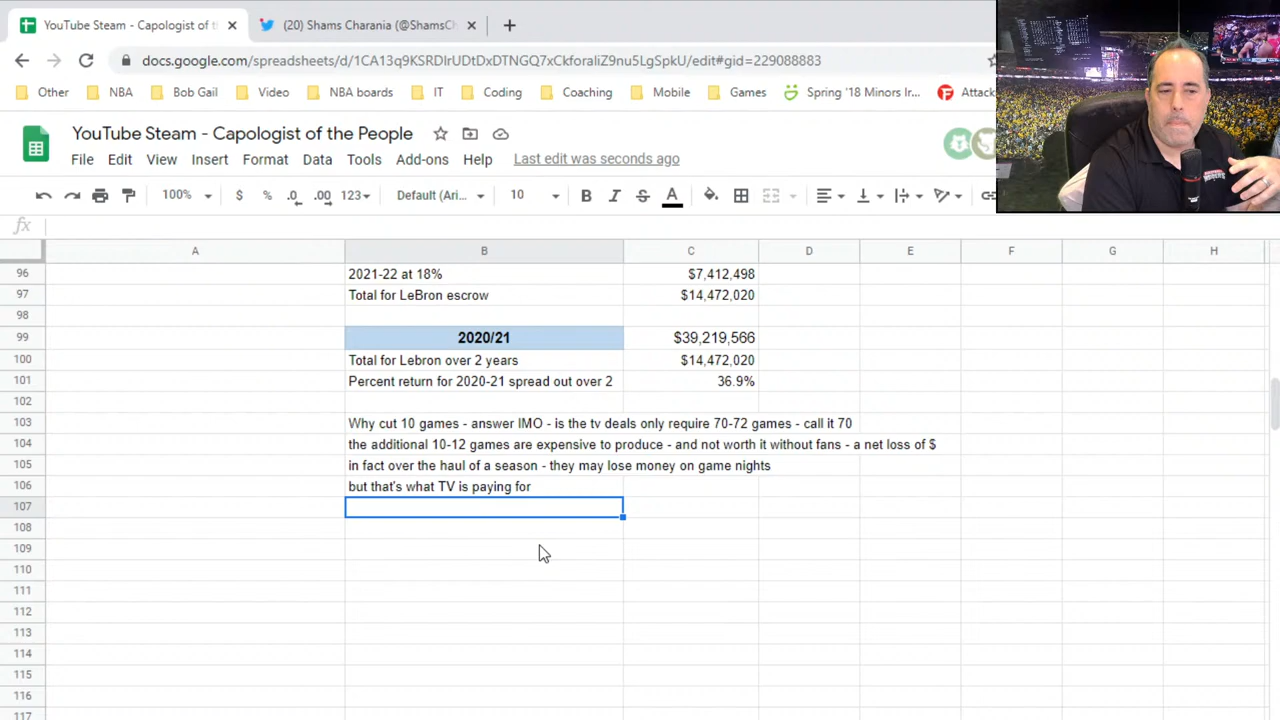 YouTube Steam - Capologist of t
(20) Shams Charania (@ShamsCh
docs.google.com/spreadsheets/d/1CA13q9KSRDIrUDtDxDTNGQ7xCkforaliZ9nu5LgSpkU/edit#gid=229088883
Other NBA Bob Gail Video NBA boards IT Coding Coaching Mobile Games Spring '18 Minors Ir... Attack
YouTube Steam - Capologist of the People
File Edit View Insert Format Data Tools Add-ons Help Last edit was seconds ago
100% $ % .0 .00 123 Default (Ari... 10 B I S A
fx
A B C D E F G H
96 2021-22 at 18% $7,412,498
97 Total for LeBron escrow $14,472,020
98
99 2020/21 $39,219,566
100 Total for Lebron over 2 years $14,472,020
101 Percent return for 2020-21 spread out over 2 36.9%
102
103 Why cut 10 games - answer IMO - is the tv deals only require 70-72 games - call it 70
104 the additional 10-12 games are expensive to produce - and not worth it without fans - a net loss of $
105 in fact over the haul of a season - they may lose money on game nights
106 but that's what TV is paying for
107
108
109
110
111
112
113
114
115
116
117